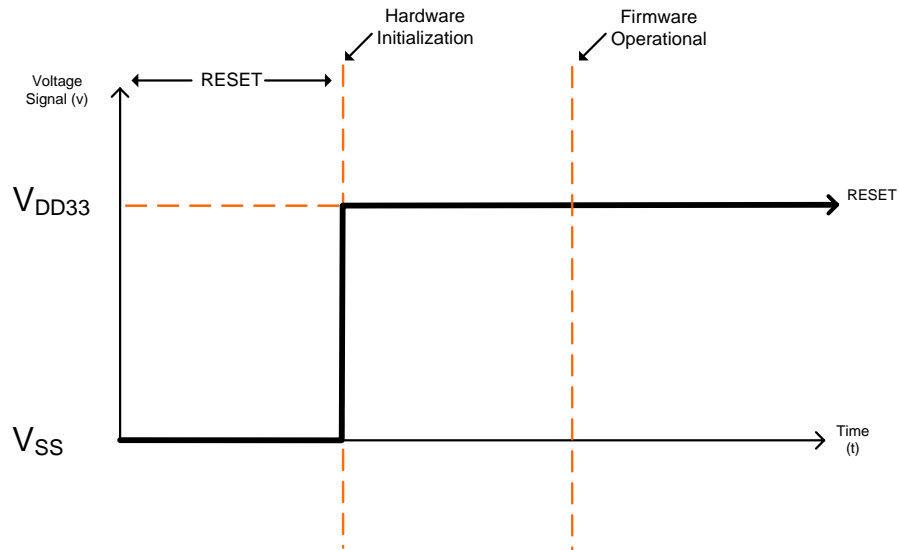 Hardware
Initialization
Firmware
Operational
Voltage
Signal (v)
RESET
VDD33
RESET
VSS
Time
(t)